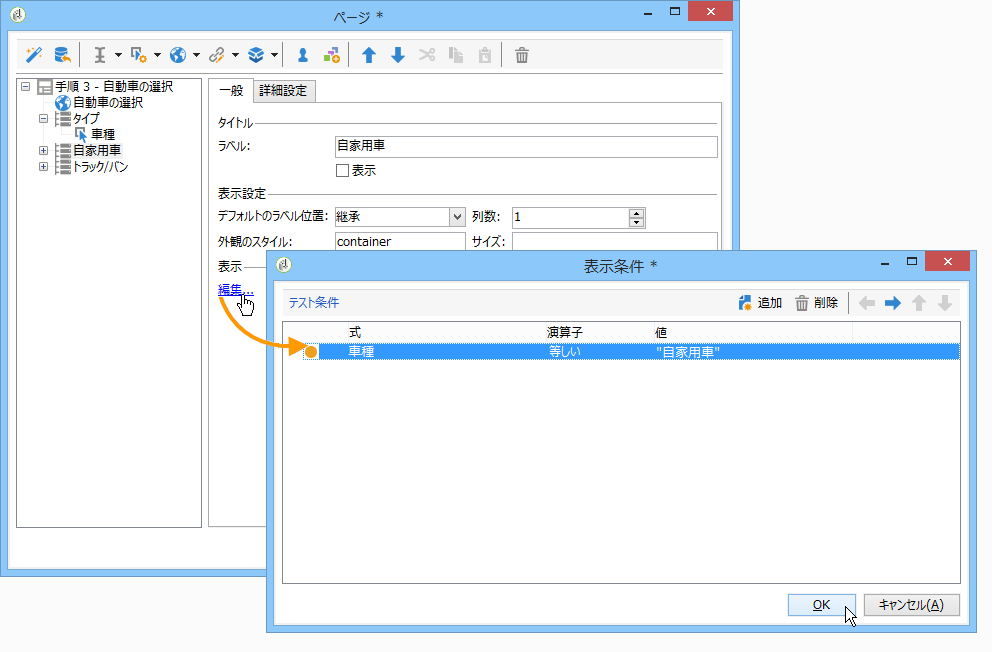 ページ *
手順 3 - 自動車の選択
自動車の選択
タイプ
車種
自家用車
トラック/バン
一般 詳細設定
タイトル
ラベル: 自家用車
表示
表示設定
デフォルトのラベル位置: 継承 列数: 1
外観のスタイル: container サイズ:
表示
編集...
表示条件 *
テスト条件 追加 削除
式 演算子 値
車種 等しい "自家用車"
OK キャンセル(A)